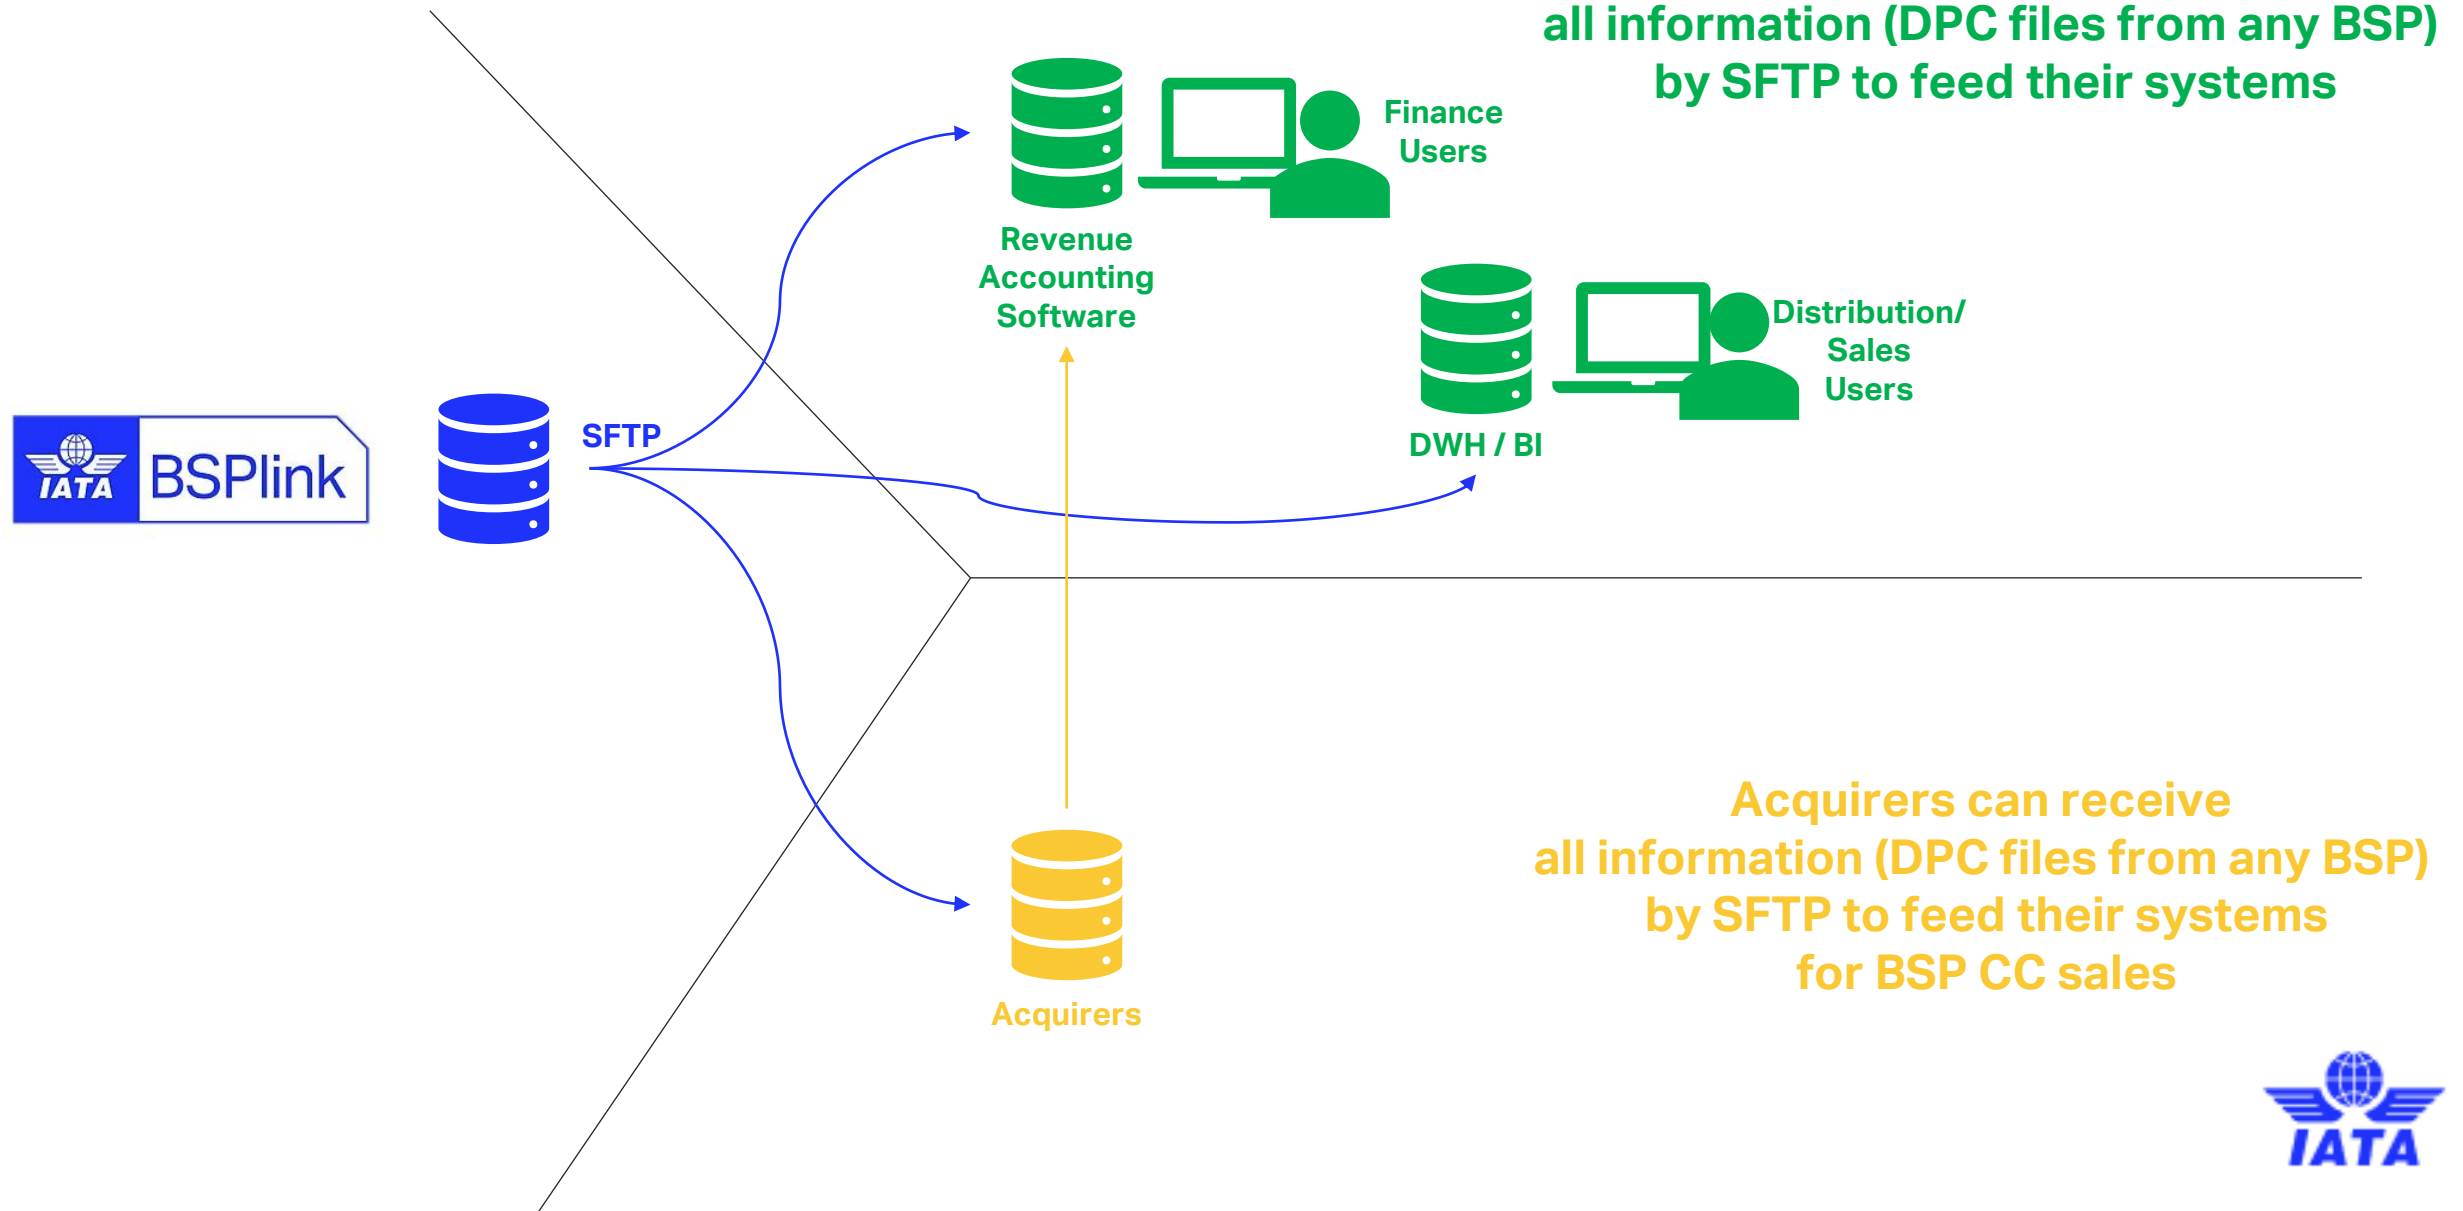 all information (DPC files from any BSP)
by SFTP to feed their systems
Finance
Users
Revenue
Accounting
Software
Distribution/
Sales
Users
DWH / BI
SFTP
IATA
BSPlink
Acquirers can receive
all information (DPC files from any BSP)
by SFTP to feed their systems
for BSP CC sales
Acquirers
IATA